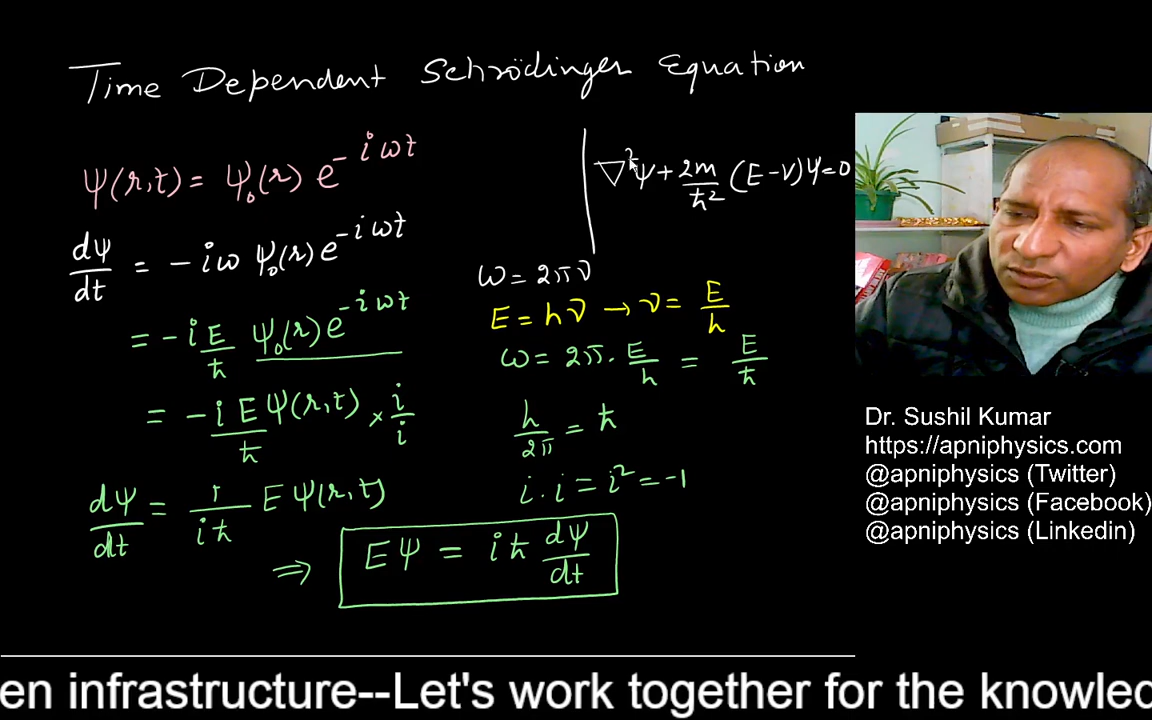 Time Dependent Schrödinger Equation
ψ(r,t) = ψ₀(r) e^{-iωt}
dψ/dt = -iω ψ₀(r) e^{-iωt}
= -i E/ħ ψ₀(r) e^{-iωt}
= -i E/ħ ψ(r,t) × i/i
dψ/dt = 1/iħ E ψ(r,t)
⇒ Eψ = iħ dψ/dt
∇²ψ + 2m/ħ² (E-V)ψ = 0
ω = 2πν
E = hν → ν = E/h
ω = 2π · E/h = E/ħ
h/2π = ħ
i · i = i² = -1
Dr. Sushil Kumar
https://apniphysics.com
@apniphysics (Twitter)
@apniphysics (Facebook)
@apniphysics (Linkedin)
en infrastructure--Let's work together for the knowlec